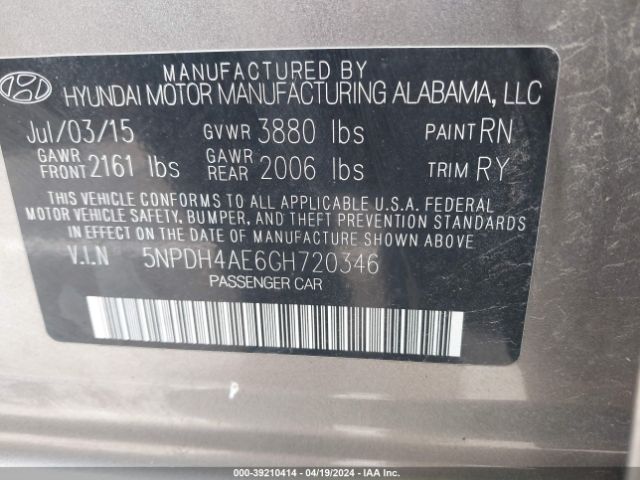 MANUFACTURED BY
HYUNDAI MOTOR MANUFACTURING ALABAMA, LLC
Jul/03/15 GVWR 3880 lbs PAINT RN
GAWR FRONT 2161 lbs GAWR REAR 2006 lbs TRIM RY
THIS VEHICLE CONFORMS TO ALL APPLICABLE U.S.A. FEDERAL
MOTOR VEHICLE SAFETY, BUMPER, AND THEFT PREVENTION STANDARDS
IN EFFECT ON THE DATE OF MANUFACTURE SHOWN ABOVE.
V.I.N 5NPDH4AE6GH720346
PASSENGER CAR
000-39210414 - 04/19/2024 - IAA Inc.